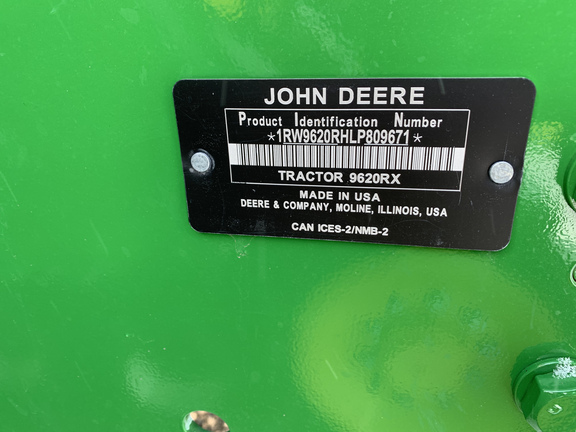 JOHN DEERE
Product Identification Number
*1RW9620RHLP809671*
TRACTOR 9620RX
MADE IN USA
DEERE & COMPANY, MOLINE, ILLINOIS, USA
CAN ICES-2/NMB-2